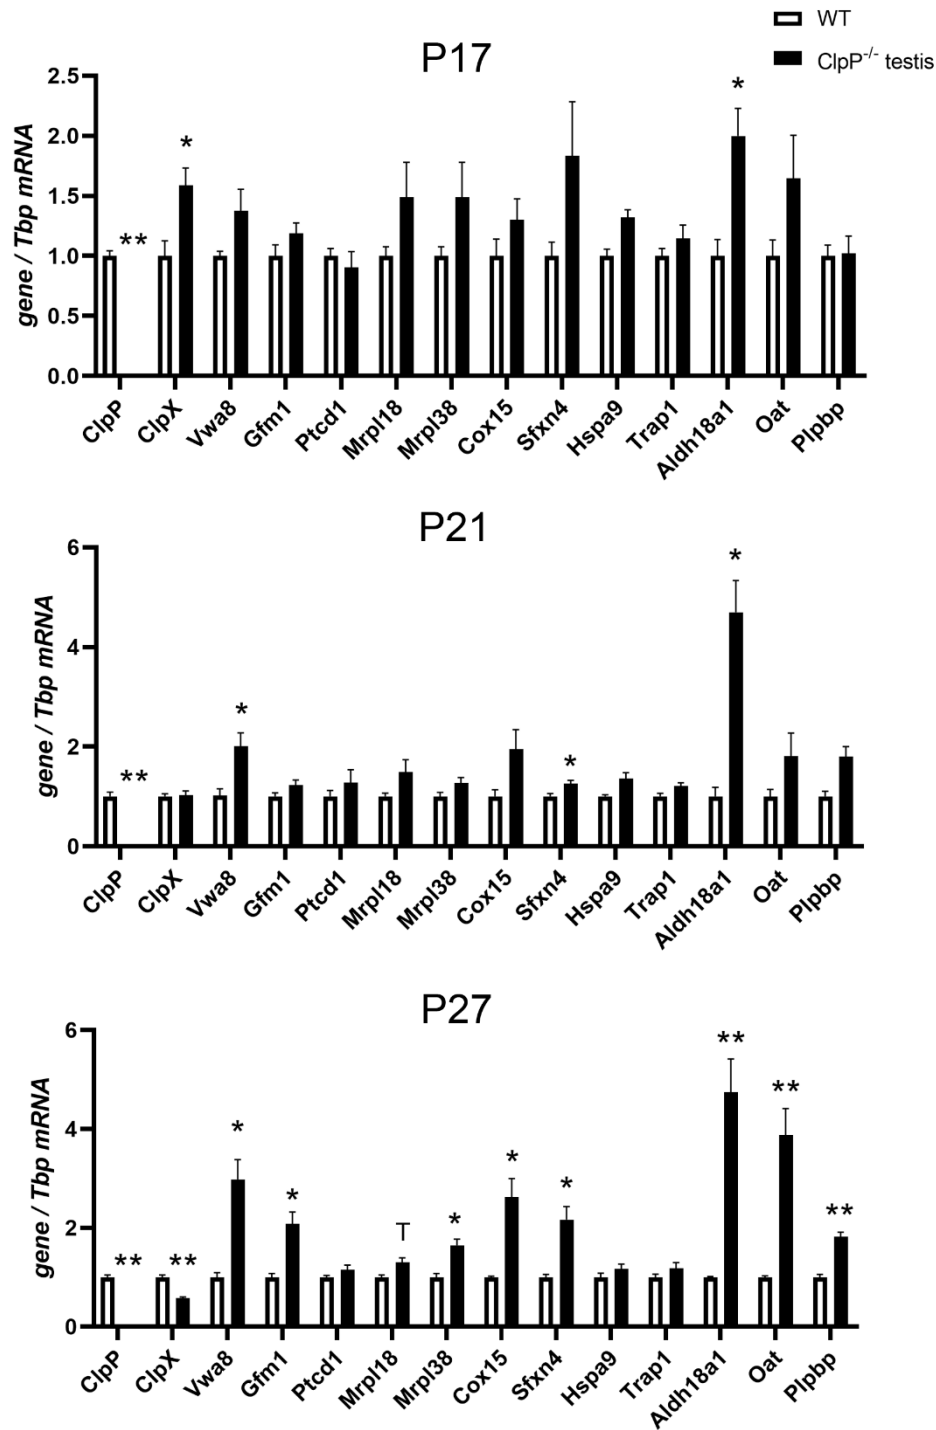 WT
ClpP-/- testis
P17
gene / Tbp mRNA
2.5
2.0
1.5
1.0
0.5
0.0
** * *
ClpP ClpX Vwa8 Gfm1 Ptcd1 Mrpl18 Mrpl38 Cox15 Sfxn4 Hspa9 Trap1 Aldh18a1 Oat Plpbp
P21
gene / Tbp mRNA
6
4
2
0
** * * *
ClpP ClpX Vwa8 Gfm1 Ptcd1 Mrpl18 Mrpl38 Cox15 Sfxn4 Hspa9 Trap1 Aldh18a1 Oat Plpbp
P27
gene / Tbp mRNA
6
4
2
0
** ** * * T * * * ** ** **
ClpP ClpX Vwa8 Gfm1 Ptcd1 Mrpl18 Mrpl38 Cox15 Sfxn4 Hspa9 Trap1 Aldh18a1 Oat Plpbp